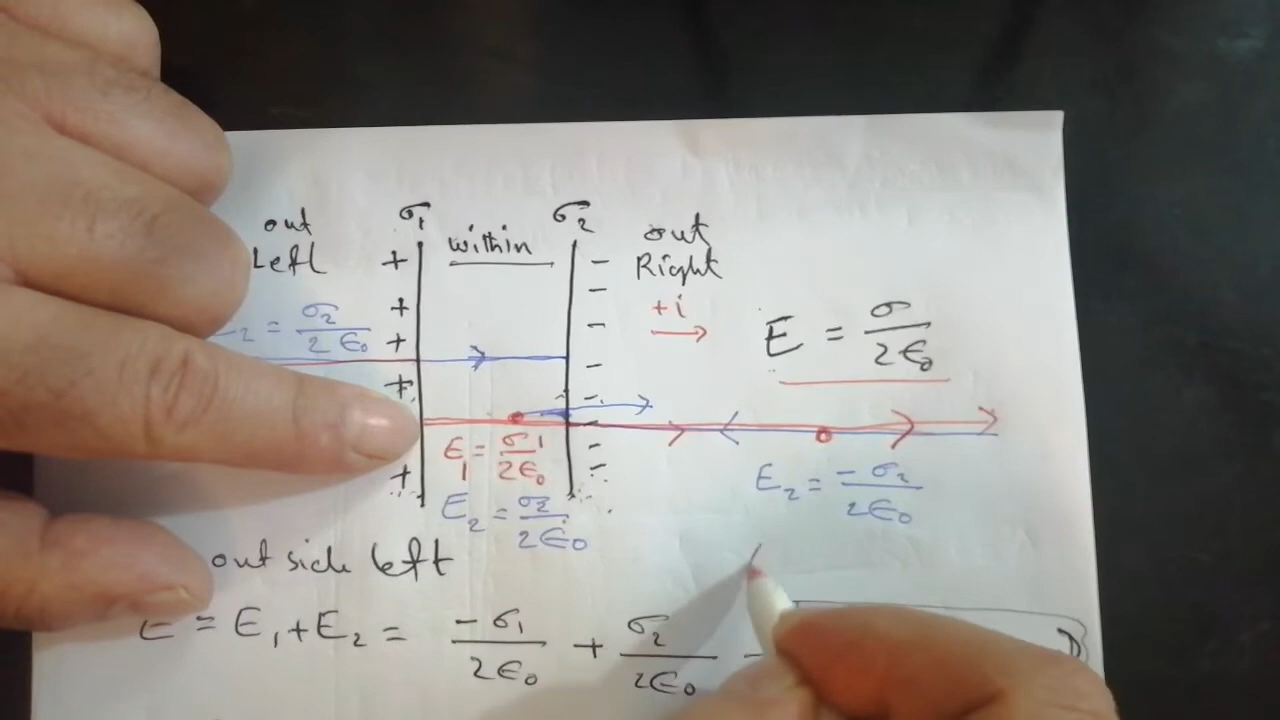 σ1 σ2
out
Left
within
out
Right
+i
+ + + + +
- - - - - - - -
2 = σ2/2ϵ0
E = σ/2ϵ0
E1 = σ1/2ϵ0
E2 = σ2/2ϵ0
E2 = -σ2/2ϵ0
out side left
E = E1 + E2 = -σ1/2ϵ0 + σ2/2ϵ0